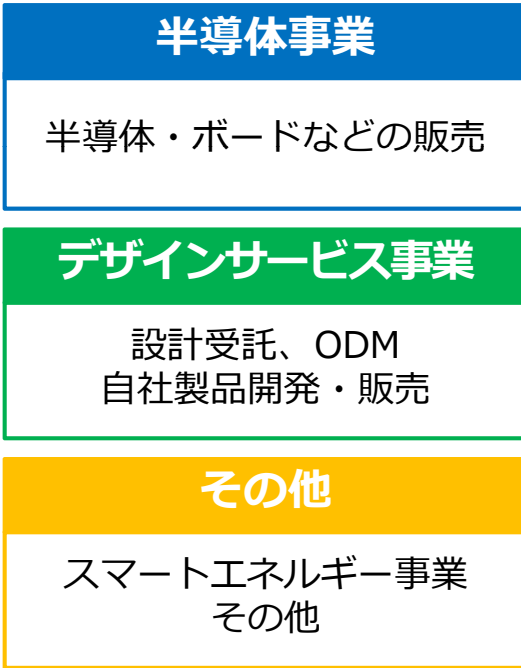 半導体事業
半導体・ボードなどの販売
デザインサービス事業
設計受託、ODM
自社製品開発・販売
その他
スマートエネルギー事業
その他